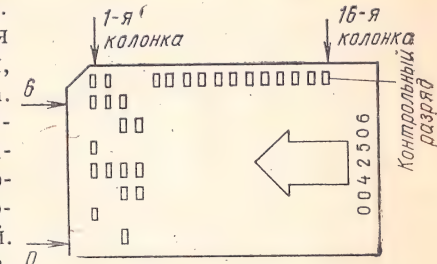 1-я
колонка
16-я
колонка
Контрольный
разряд
6
0
0042506